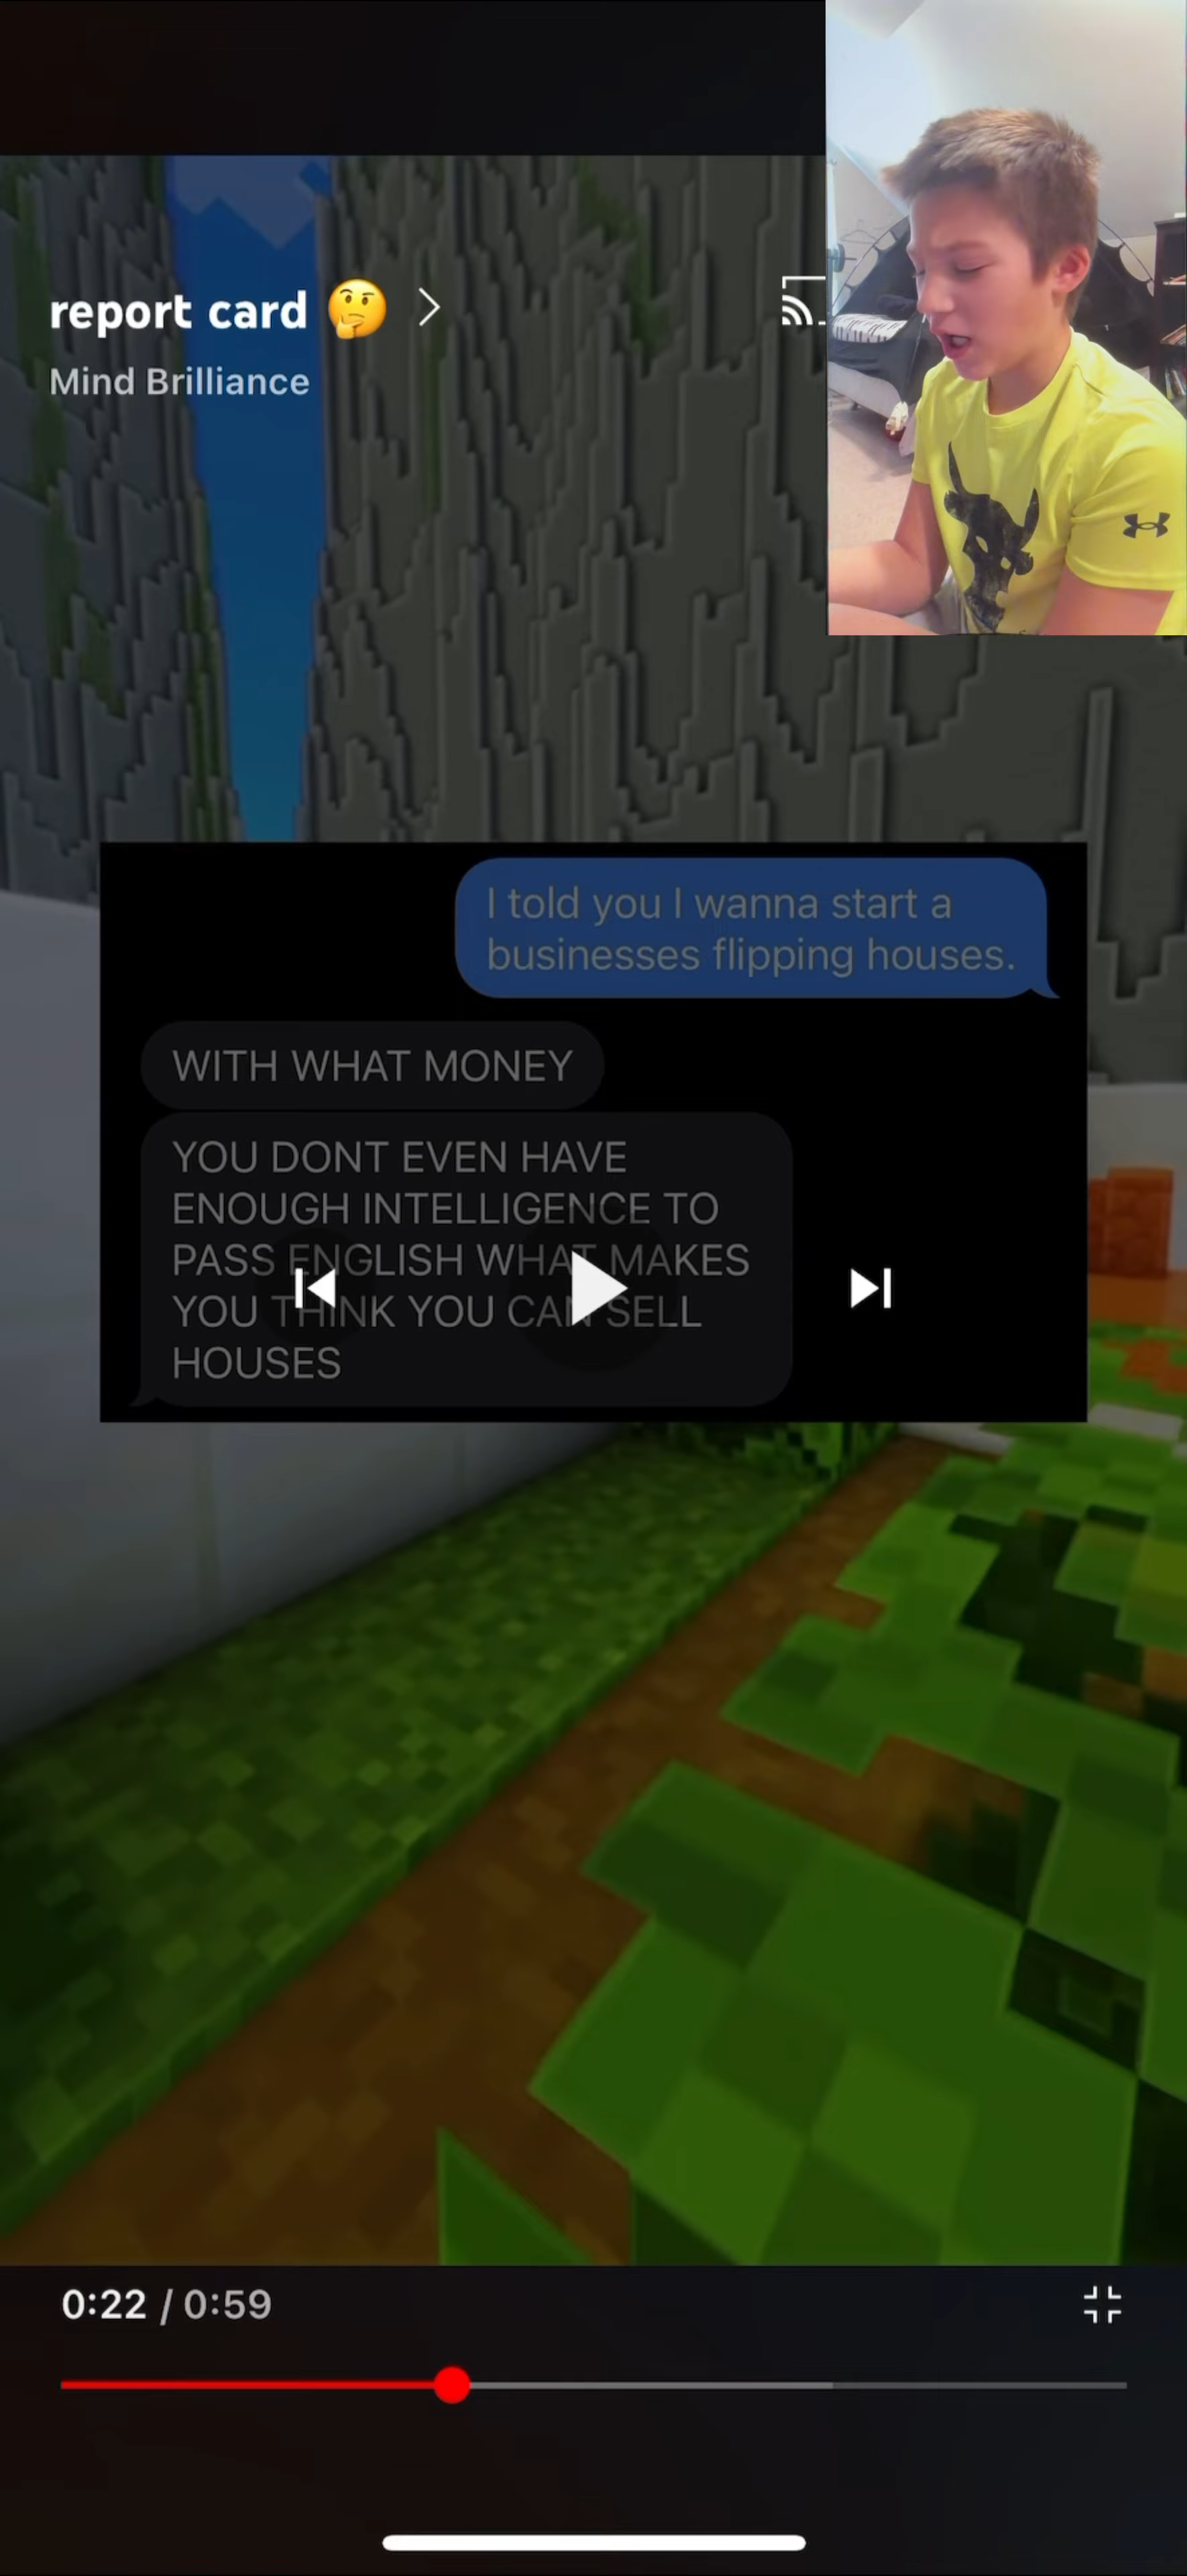 report card 🤔
Mind Brilliance
I told you I wanna start a
businesses flipping houses.
WITH WHAT MONEY
YOU DONT EVEN HAVE
ENOUGH INTELLIGENCE TO
PASS ENGLISH WHAT MAKES
YOU THINK YOU CAN SELL
HOUSES
0:22 / 0:59